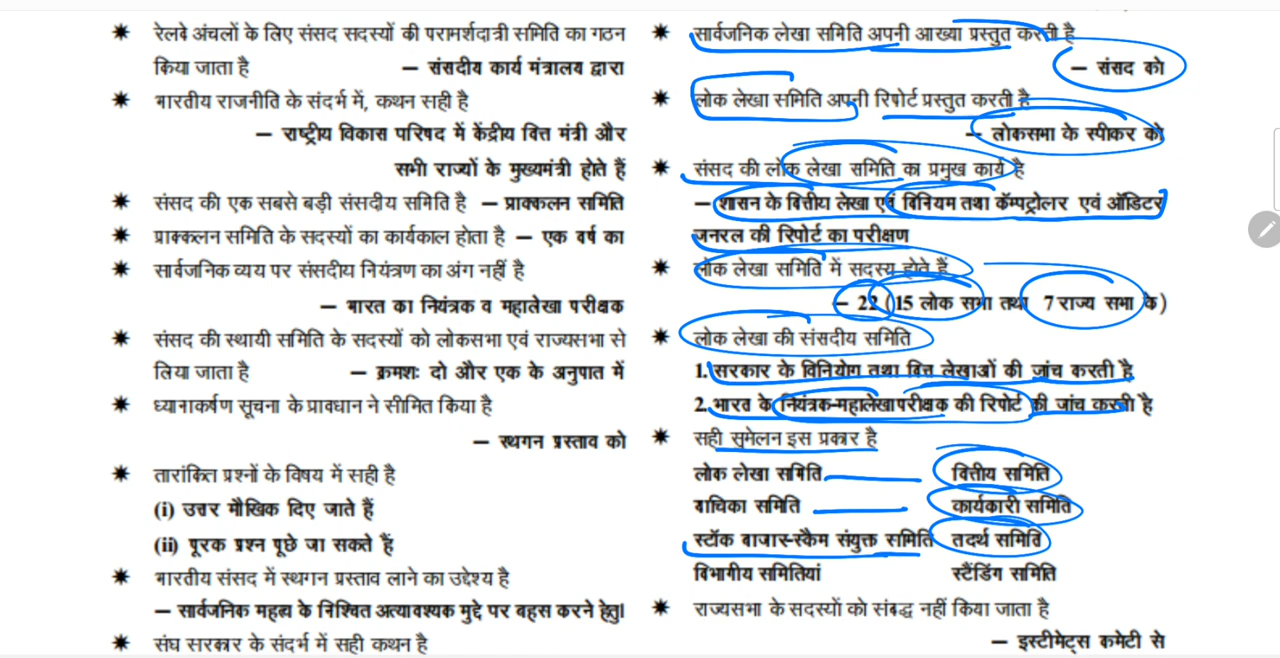 ✷ रेलवे अंचलों के लिए संसद सदस्यों की परामर्शदात्री समिति का गठन
किया जाता है – संसदीय कार्य मंत्रालय द्वारा
✷ भारतीय राजनीति के संदर्भ में, कथन सही है
– राष्ट्रीय विकास परिषद में केंद्रीय वित्त मंत्री और
सभी राज्यों के मुख्यमंत्री होते हैं
✷ संसद की एक सबसे बड़ी संसदीय समिति है – प्राक्कलन समिति
✷ प्राक्कलन समिति के सदस्यों का कार्यकाल होता है – एक वर्ष का
✷ सार्वजनिक व्यय पर संसदीय नियंत्रण का अंग नहीं है
– भारत का नियंत्रक व महालेखा परीक्षक
✷ संसद की स्थायी समिति के सदस्यों को लोकसभा एवं राज्यसभा से
लिया जाता है – क्रमशः दो और एक के अनुपात में
✷ ध्यानाकर्षण सूचना के प्रावधान ने सीमित किया है
– स्थगन प्रस्ताव को
✷ तारांकित प्रश्नों के विषय में सही है
(i) उत्तर मौखिक दिए जाते हैं
(ii) पूरक प्रश्न पूछे जा सकते हैं
✷ भारतीय संसद में स्थगन प्रस्ताव लाने का उद्देश्य है
– सार्वजनिक महत्व के निश्चित अत्यावश्यक मुद्दे पर बहस करने हेतु।
✷ संघ सरकार के संदर्भ में सही कथन है
✷ सार्वजनिक लेखा समिति अपनी आख्या प्रस्तुत करती है
– संसद को
✷ लोक लेखा समिति अपनी रिपोर्ट प्रस्तुत करती है
– लोकसभा के स्पीकर को
✷ संसद की लोक लेखा समिति का प्रमुख कार्य है
– शासन के वित्तीय लेखा एवं विनियम तथा कॅम्पट्रोलर एवं ऑडिटर
जनरल की रिपोर्ट का परीक्षण
✷ लोक लेखा समिति में सदस्य होते हैं
– 22 (15 लोक सभा तथा 7 राज्य सभा के)
✷ लोक लेखा की संसदीय समिति
1. सरकार के विनियोग तथा वित्त लेखाओं की जांच करती है
2. भारत के नियंत्रक-महालेखापरीक्षक की रिपोर्ट की जांच करती है
✷ सही सुमेलन इस प्रकार है
लोक लेखा समिति वित्तीय समिति
याचिका समिति कार्यकारी समिति
स्टॉक बाजार-स्कैम संयुक्त समिति तदर्थ समिति
विभागीय समितियां स्टैंडिंग समिति
✷ राज्यसभा के सदस्यों को संबद्ध नहीं किया जाता है
– इस्टीमेट्स कमेटी से